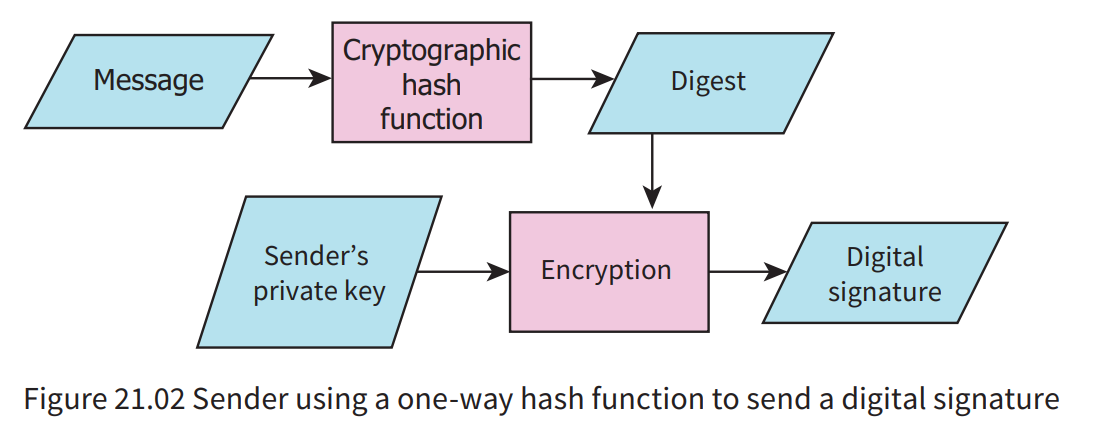 Message
Cryptographic
hash
function
Digest
Sender’s
private key
Encryption
Digital
signature
Figure 21.02 Sender using a one-way hash function to send a digital signature